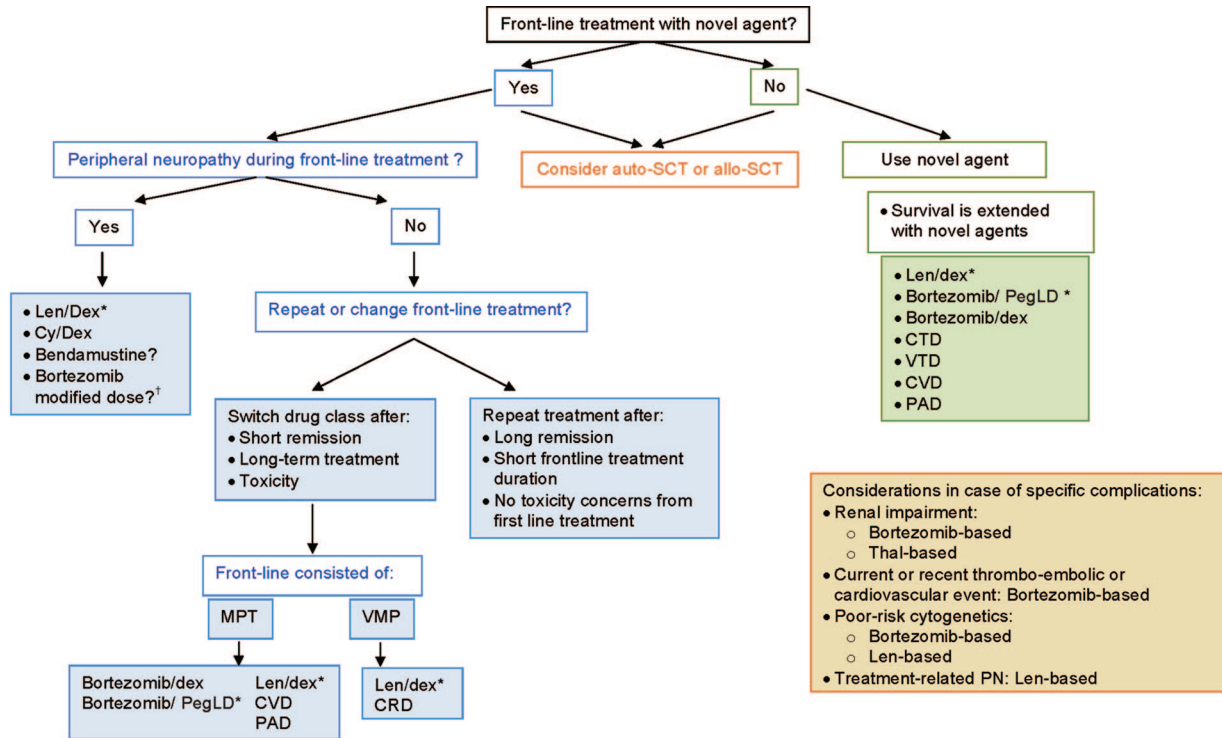 Front-line treatment with novel agent?
Yes
No
Peripheral neuropathy during front-line treatment ?
Consider auto-SCT or allo-SCT
Use novel agent
Yes
No
• Survival is extended
with novel agents
• Len/Dex*
• Cy/Dex
• Bendamustine?
• Bortezomib
modified dose?†
Repeat or change front-line treatment?
• Len/dex*
• Bortezomib/ PegLD *
• Bortezomib/dex
• CTD
• VTD
• CVD
• PAD
Switch drug class after:
• Short remission
• Long-term treatment
• Toxicity
Repeat treatment after:
• Long remission
• Short frontline treatment
duration
• No toxicity concerns from
first line treatment
Front-line consisted of:
MPT
VMP
Bortezomib/dex
Bortezomib/ PegLD*
Len/dex*
CVD
PAD
Len/dex*
CRD
Considerations in case of specific complications:
• Renal impairment:
o Bortezomib-based
o Thal-based
• Current or recent thrombo-embolic or
cardiovascular event: Bortezomib-based
• Poor-risk cytogenetics:
o Bortezomib-based
o Len-based
• Treatment-related PN: Len-based